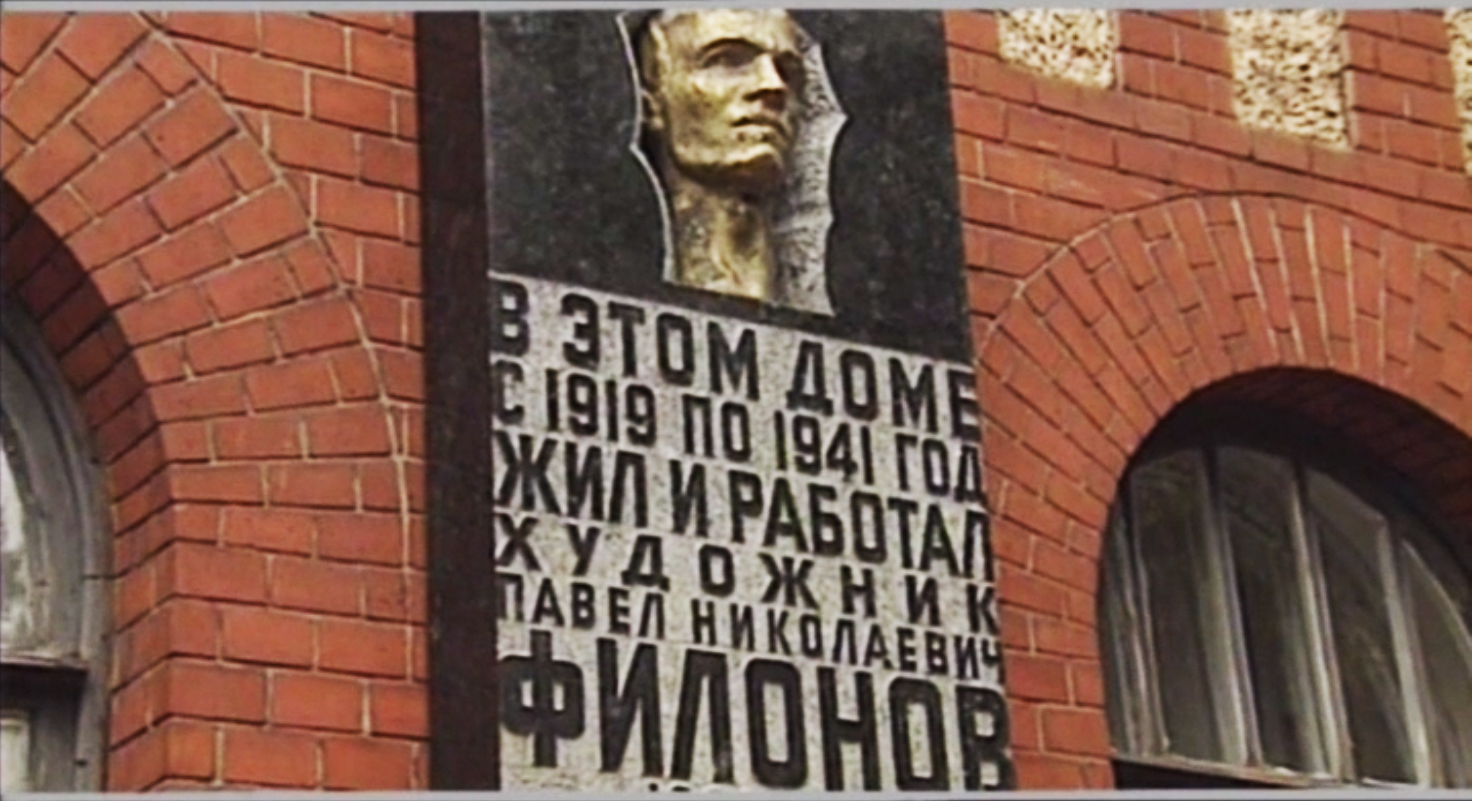 В ЭТОМ ДОМЕ
С 1919 ПО 1941 ГОД
ЖИЛ И РАБОТАЛ
ХУДОЖНИК
ПАВЕЛ НИКОЛАЕВИЧ
ФИЛОНОВ